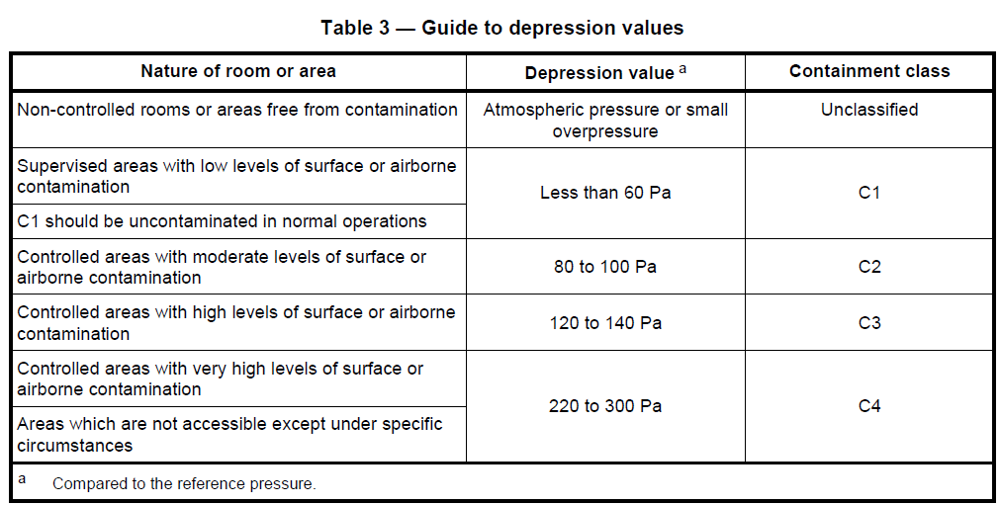 Table 3 — Guide to depression values
Nature of room or area
Depression value a
Containment class
Non-controlled rooms or areas free from contamination
Atmospheric pressure or small
overpressure
Unclassified
Supervised areas with low levels of surface or airborne
contamination
C1 should be uncontaminated in normal operations
Less than 60 Pa
C1
Controlled areas with moderate levels of surface or
airborne contamination
80 to 100 Pa
C2
Controlled areas with high levels of surface or airborne
contamination
120 to 140 Pa
C3
Controlled areas with very high levels of surface or
airborne contamination
Areas which are not accessible except under specific
circumstances
220 to 300 Pa
C4
a Compared to the reference pressure.